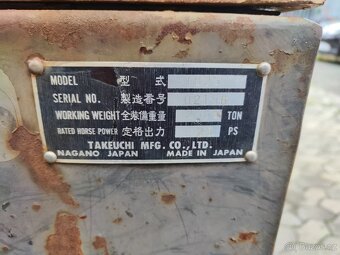 MODEL 型式
SERIAL NO. 製造番号
WORKING WEIGHT 全装備重量 TON
RATED HORSE POWER 定格出力 PS
TAKEUCHI MFG. CO., LTD.
NAGANO JAPAN MADE IN JAPAN